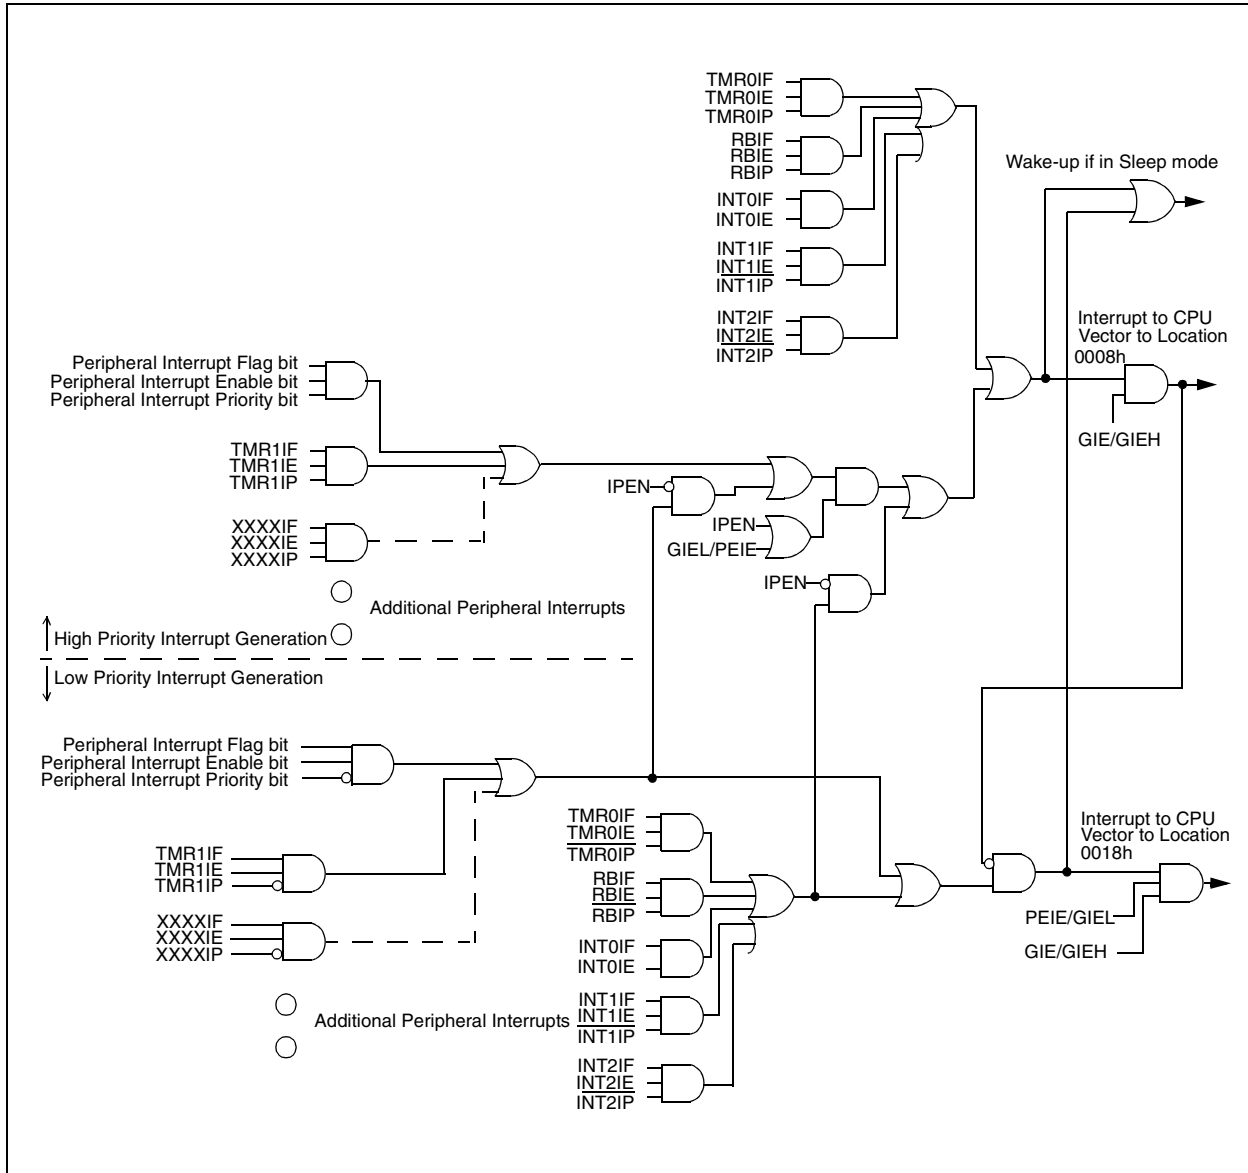 TMR0IF
TMR0IE
TMR0IP
RBIF
RBIE
RBIP
INT0IF
INT0IE
INT1IF
INT1IE
INT1IP
INT2IF
INT2IE
INT2IP
Wake-up if in Sleep mode
Interrupt to CPU
Vector to Location
0008h
GIE/GIEH
Peripheral Interrupt Flag bit
Peripheral Interrupt Enable bit
Peripheral Interrupt Priority bit
TMR1IF
TMR1IE
TMR1IP
XXXXIF
XXXXIE
XXXXIP
IPEN
IPEN
GIEL/PEIE
IPEN
Additional Peripheral Interrupts
High Priority Interrupt Generation
Low Priority Interrupt Generation
Peripheral Interrupt Flag bit
Peripheral Interrupt Enable bit
Peripheral Interrupt Priority bit
TMR1IF
TMR1IE
TMR1IP
XXXXIF
XXXXIE
XXXXIP
Additional Peripheral Interrupts
TMR0IF
TMR0IE
TMR0IP
RBIF
RBIE
RBIP
INT0IF
INT0IE
INT1IF
INT1IE
INT1IP
INT2IF
INT2IE
INT2IP
Interrupt to CPU
Vector to Location
0018h
PEIE/GIEL
GIE/GIEH